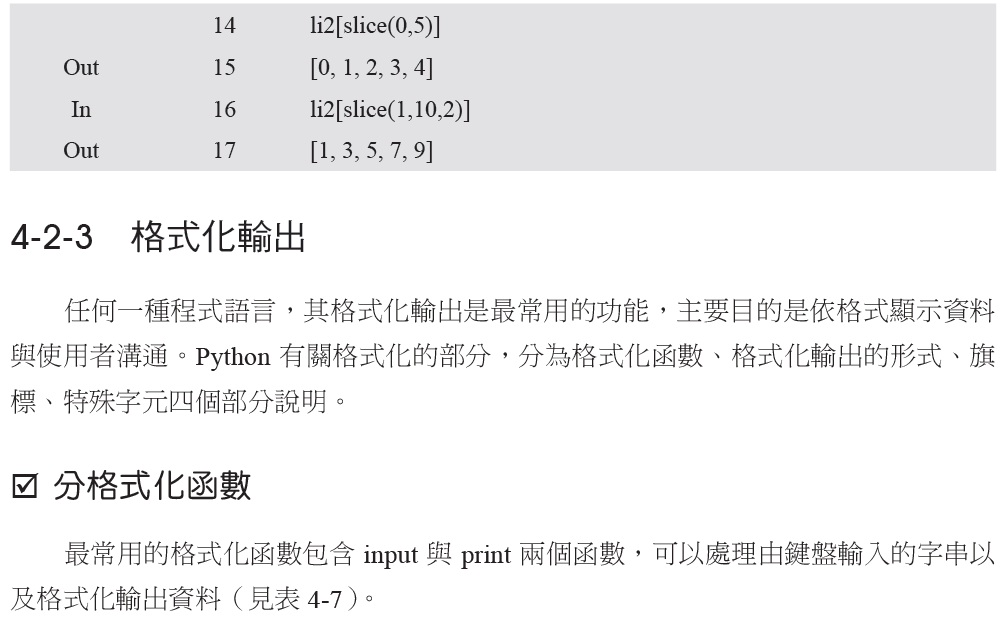 14 li2[slice(0,5)]
Out 15 [0, 1, 2, 3, 4]
In 16 li2[slice(1,10,2)]
Out 17 [1, 3, 5, 7, 9]
4-2-3 格式化輸出
任何一種程式語言，其格式化輸出是最常用的功能，主要目的是依格式顯示資料
與使用者溝通。Python 有關格式化的部分，分為格式化函數、格式化輸出的形式、旗
標、特殊字元四個部分說明。
☑ 分格式化函數
最常用的格式化函數包含 input 與 print 兩個函數，可以處理由鍵盤輸入的字串以
及格式化輸出資料（見表 4-7）。